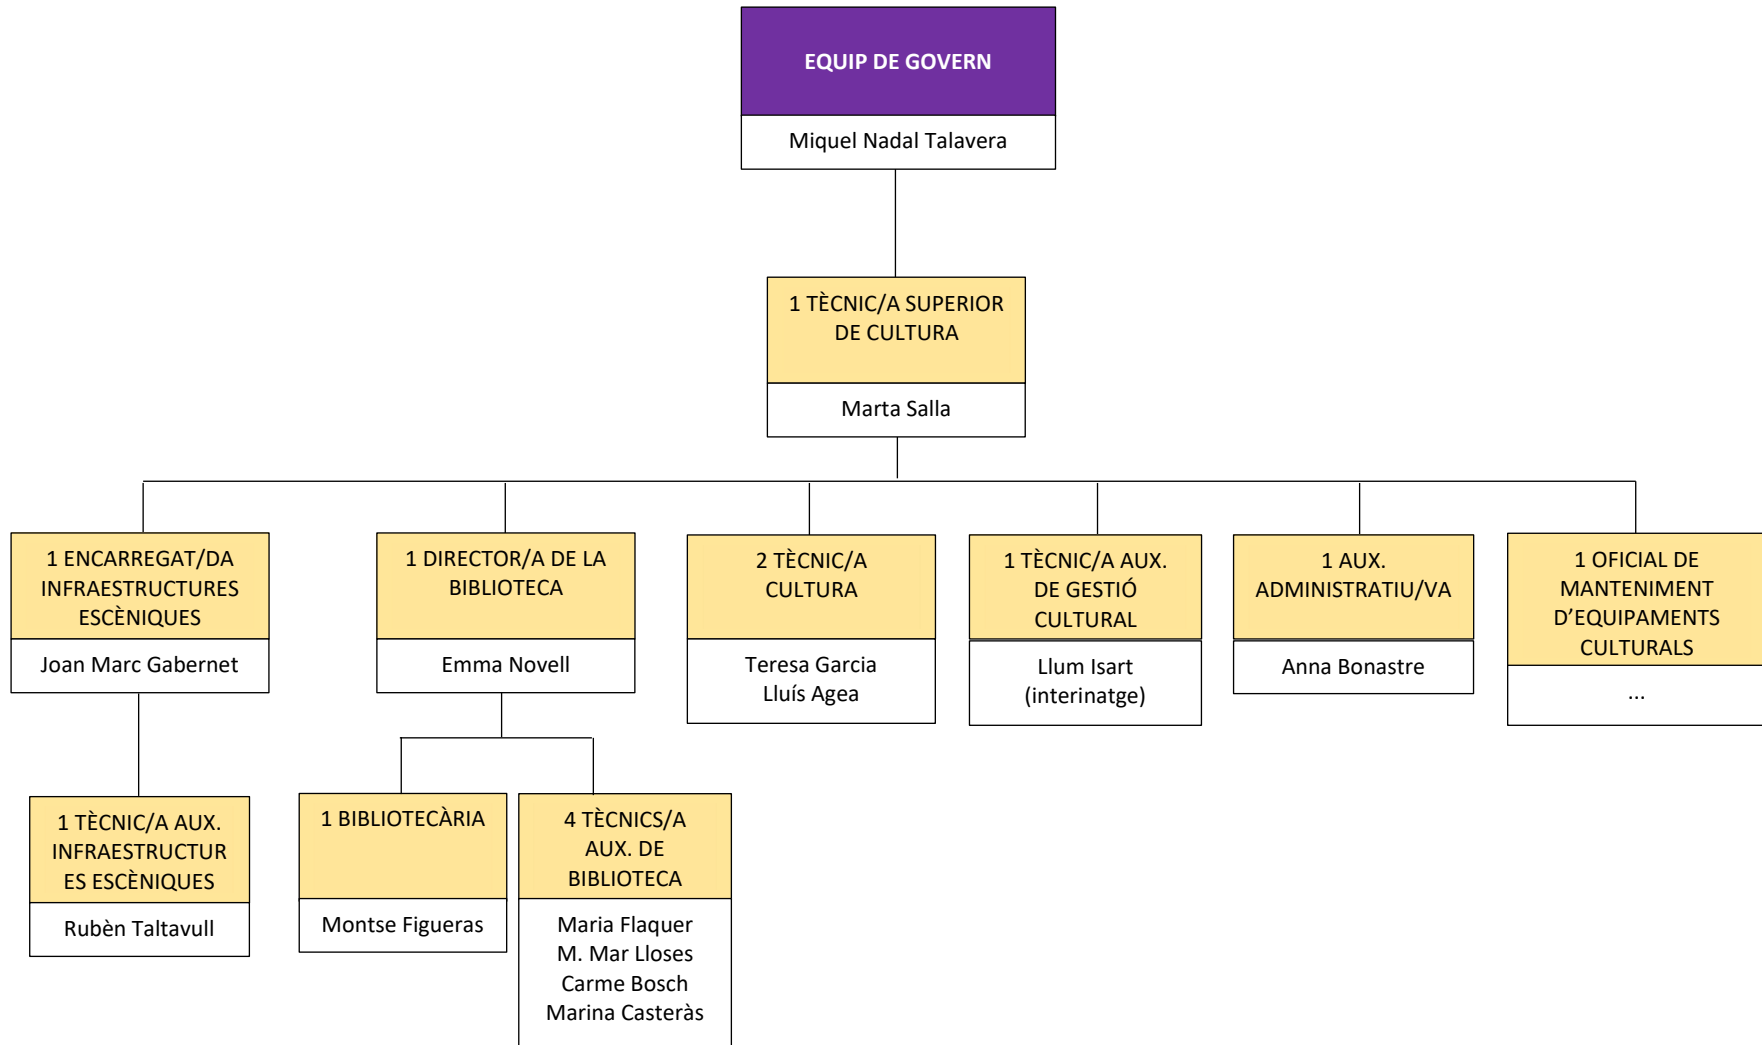 EQUIP DE GOVERN
Miquel Nadal Talavera
1 TÈCNIC/A SUPERIOR
DE CULTURA
Marta Salla
1 ENCARREGAT/DA
INFRAESTRUCTURES
ESCÈNIQUES
Joan Marc Gabernet
1 DIRECTOR/A DE LA
BIBLIOTECA
Emma Novell
2 TÈCNIC/A
CULTURA
Teresa Garcia
Lluís Agea
1 TÈCNIC/A AUX.
DE GESTIÓ
CULTURAL
Llum Isart
(interinatge)
1 AUX.
ADMINISTRATIU/VA
Anna Bonastre
1 OFICIAL DE
MANTENIMENT
D’EQUIPAMENTS
CULTURALS
...
1 TÈCNIC/A AUX.
INFRAESTRUCTUR
ES ESCÈNIQUES
Rubèn Taltavull
1 BIBLIOTECÀRIA
Montse Figueras
4 TÈCNICS/A
AUX. DE
BIBLIOTECA
Maria Flaquer
M. Mar Lloses
Carme Bosch
Marina Casteràs